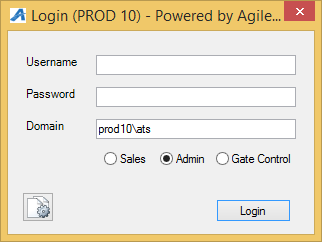 Login (PROD 10) - Powered by Agile...
Username
Password
Domain prod10\ats
Sales Admin Gate Control
Login